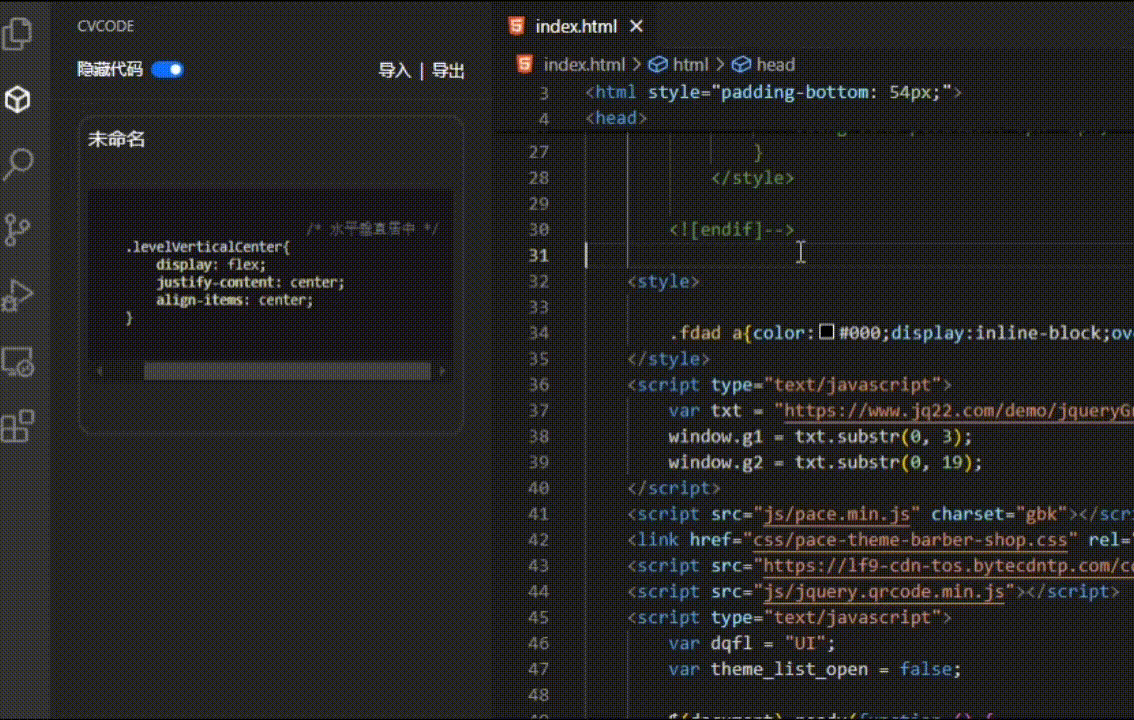 CVCODE
隐藏代码
导入 | 导出
未命名
/* 水平垂直居中 */
.levelVerticalCenter{
display: flex;
justify-content: center;
align-items: center;
}
index.html
index.html > html > head
3 <html style="padding-bottom: 54px;">
4 <head>
27 }
28 </style>
29
30 <![endif]-->
31
32 <style>
33
34 .fdad a{color:#000;display:inline-block;ov
35 </style>
36 <script type="text/javascript">
37 var txt = "https://www.jq22.com/demo/jqueryG
38 window.g1 = txt.substr(0, 3);
39 window.g2 = txt.substr(0, 19);
40 </script>
41 <script src="js/pace.min.js" charset="gbk"></scri
42 <link href="css/pace-theme-barber-shop.css" rel="
43 <script src="https://lf9-cdn-tos.bytecdntp.com/c
44 <script src="js/jquery.qrcode.min.js"></script>
45 <script type="text/javascript">
46 var dqfl = "UI";
47 var theme_list_open = false;
48
49 $(document).ready(function () {